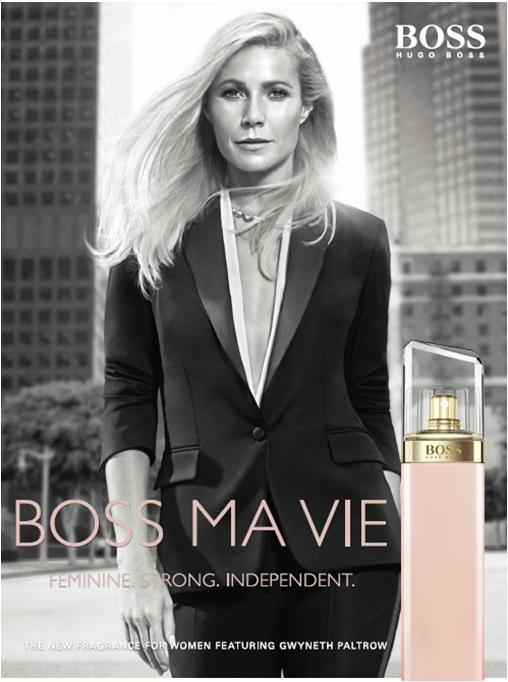 BOSS
HUGO BOSS
BOSS
HUGO BOSS
BOSS MA VIE
FEMININE. STRONG. INDEPENDENT.
THE NEW FRAGRANCE FOR WOMEN FEATURING GWYNETH PALTROW